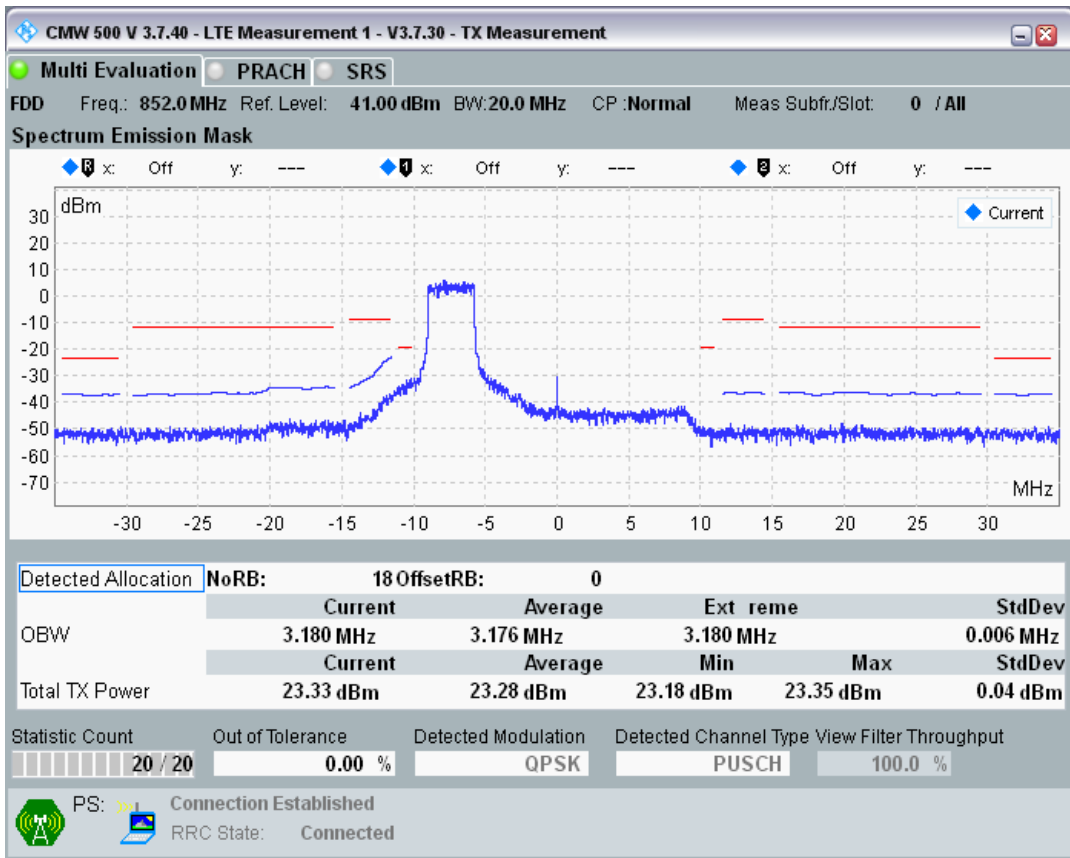 CMW 500 V 3.7.40 - LTE Measurement 1 - V3.7.30 - TX Measurement
Multi Evaluation PRACH SRS
FDD Freq.: 852.0 MHz Ref. Level: 41.00 dBm BW: 20.0 MHz CP : Normal Meas Subfr./Slot: 0 / All
Spectrum Emission Mask
R x: Off y: --- 1 x: Off y: --- 2 x: Off y: ---
dBm
Current
30
20
10
0
-10
-20
-30
-40
-50
-60
-70
MHz
-30 -25 -20 -15 -10 -5 0 5 10 15 20 25 30
Detected Allocation NoRB: 18 OffsetRB: 0
Current Average Ext reme StdDev
OBW 3.180 MHz 3.176 MHz 3.180 MHz 0.006 MHz
Current Average Min Max StdDev
Total TX Power 23.33 dBm 23.28 dBm 23.18 dBm 23.35 dBm 0.04 dBm
Statistic Count Out of Tolerance Detected Modulation Detected Channel Type View Filter Throughput
20 / 20 0.00 % QPSK PUSCH 100.0 %
PS: Connection Established
RRC State: Connected